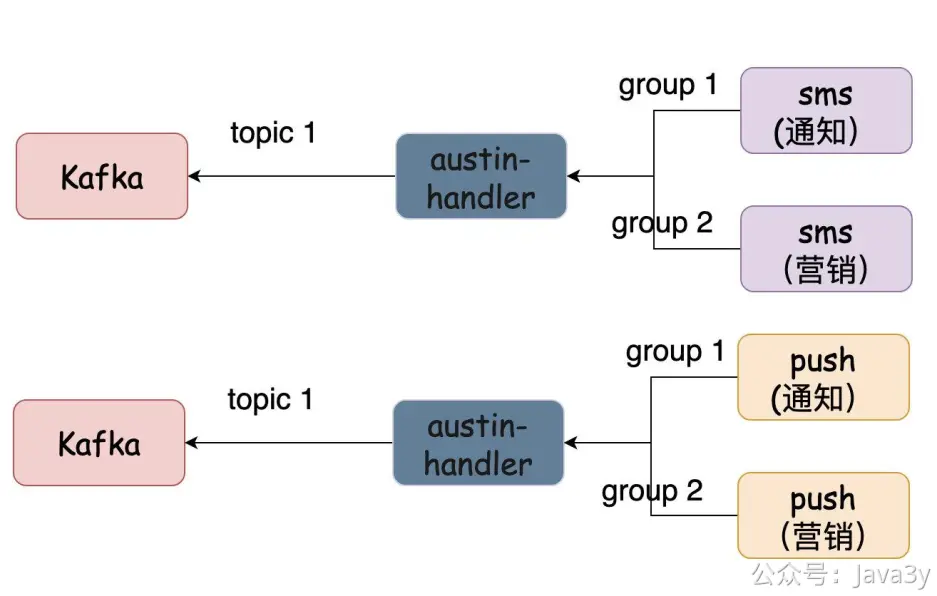 group 1
sms
(通知）
topic 1
Kafka
austin-
handler
group 2
sms
（营销）
group 1
push
(通知）
topic 1
Kafka
austin-
handler
group 2
push
（营销）
公众号：Java3y